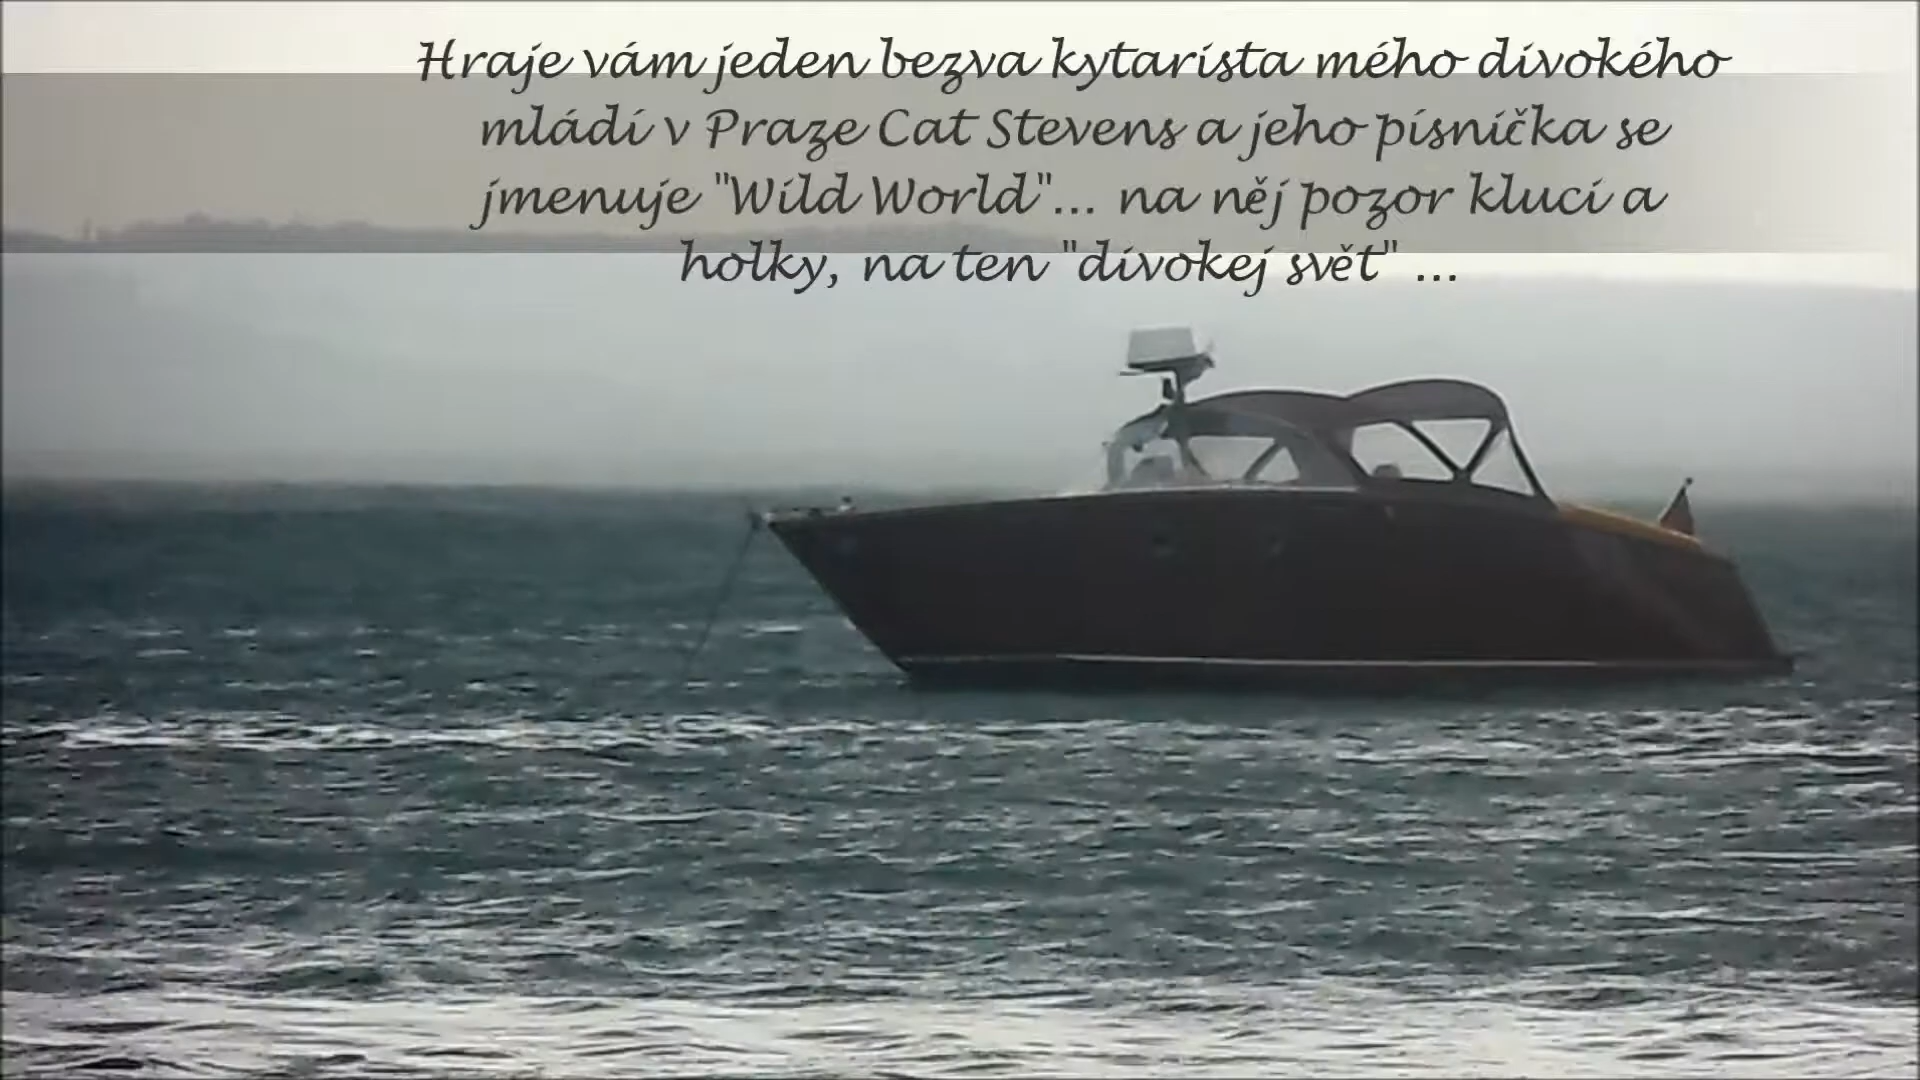 Hraje vám jeden bezva kytarista mého divokého
mládí v Praze Cat Stevens a jeho písnička se
jmenuje "Wild World"... na něj pozor kluci a
holky, na ten "divokej svět" ...